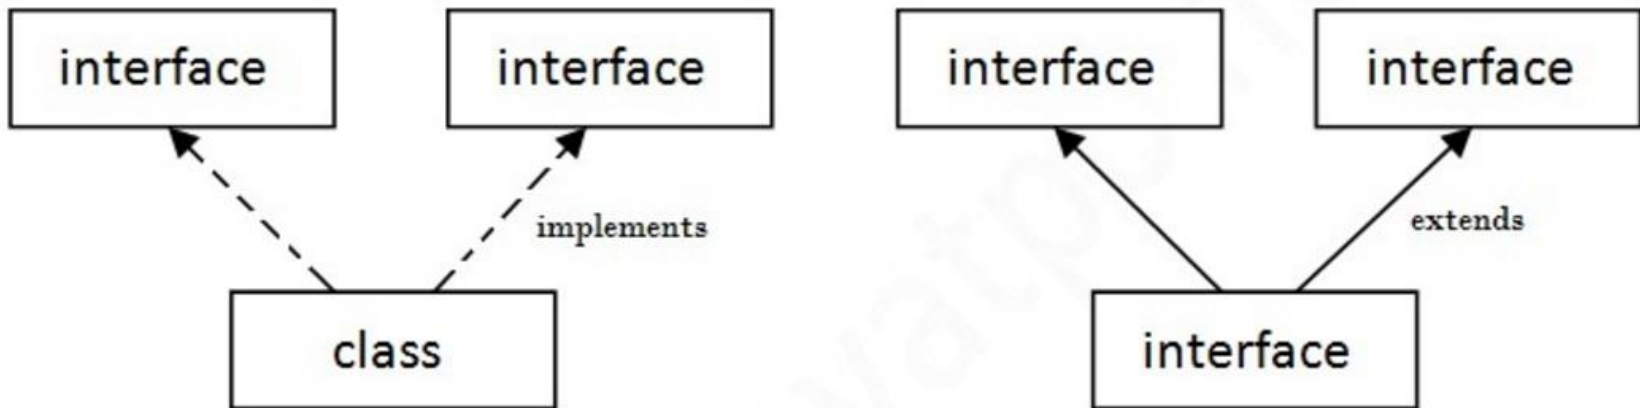 interface interface interface interface
implements extends
class interface